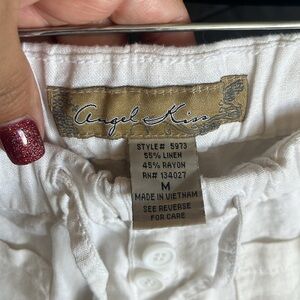 Angel Kiss
STYLE# 5973
55% LINEN
45% RAYON
RN# 134027
M
MADE IN VIETNAM
SEE REVERSE
FOR CARE